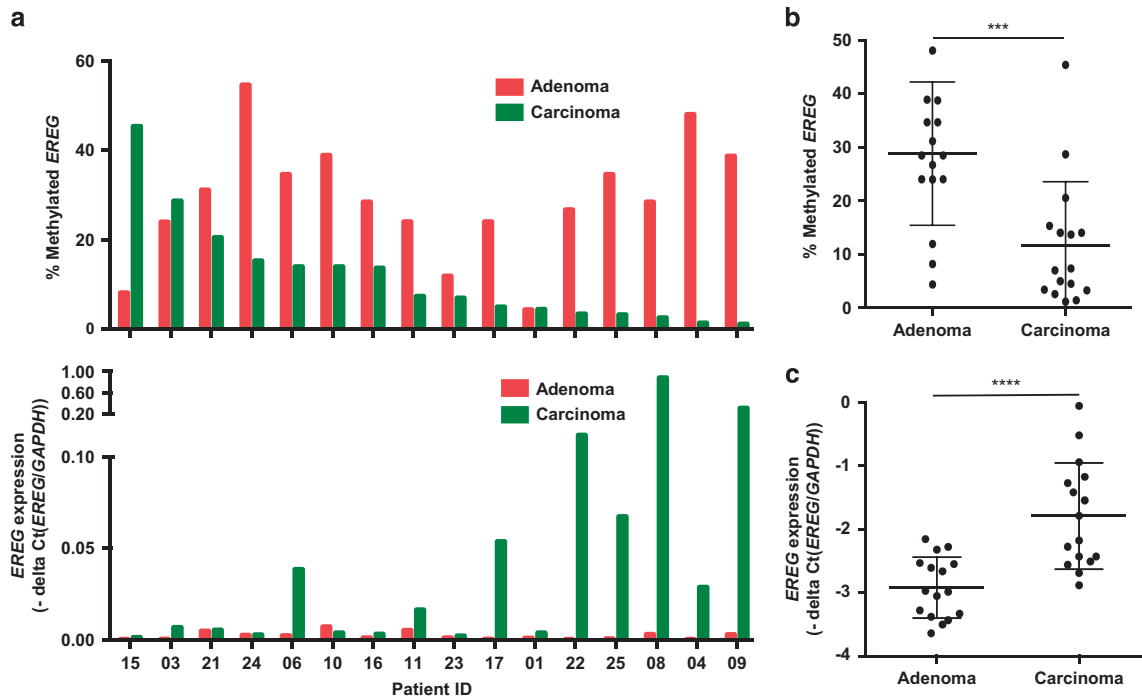 a
60
40
20
0
% Methylated EREG
Adenoma
Carcinoma
1.00
0.60
0.20
0.10
0.05
0.00
EREG expression
(- delta Ct(EREG/GAPDH))
Adenoma
Carcinoma
15 03 21 24 06 10 16 11 23 17 01 22 25 08 04 09
Patient ID
b
***
50
40
30
20
10
0
% Methylated EREG
Adenoma Carcinoma
c
****
0
-1
-2
-3
-4
EREG expression
(- delta Ct(EREG/GAPDH))
Adenoma Carcinoma